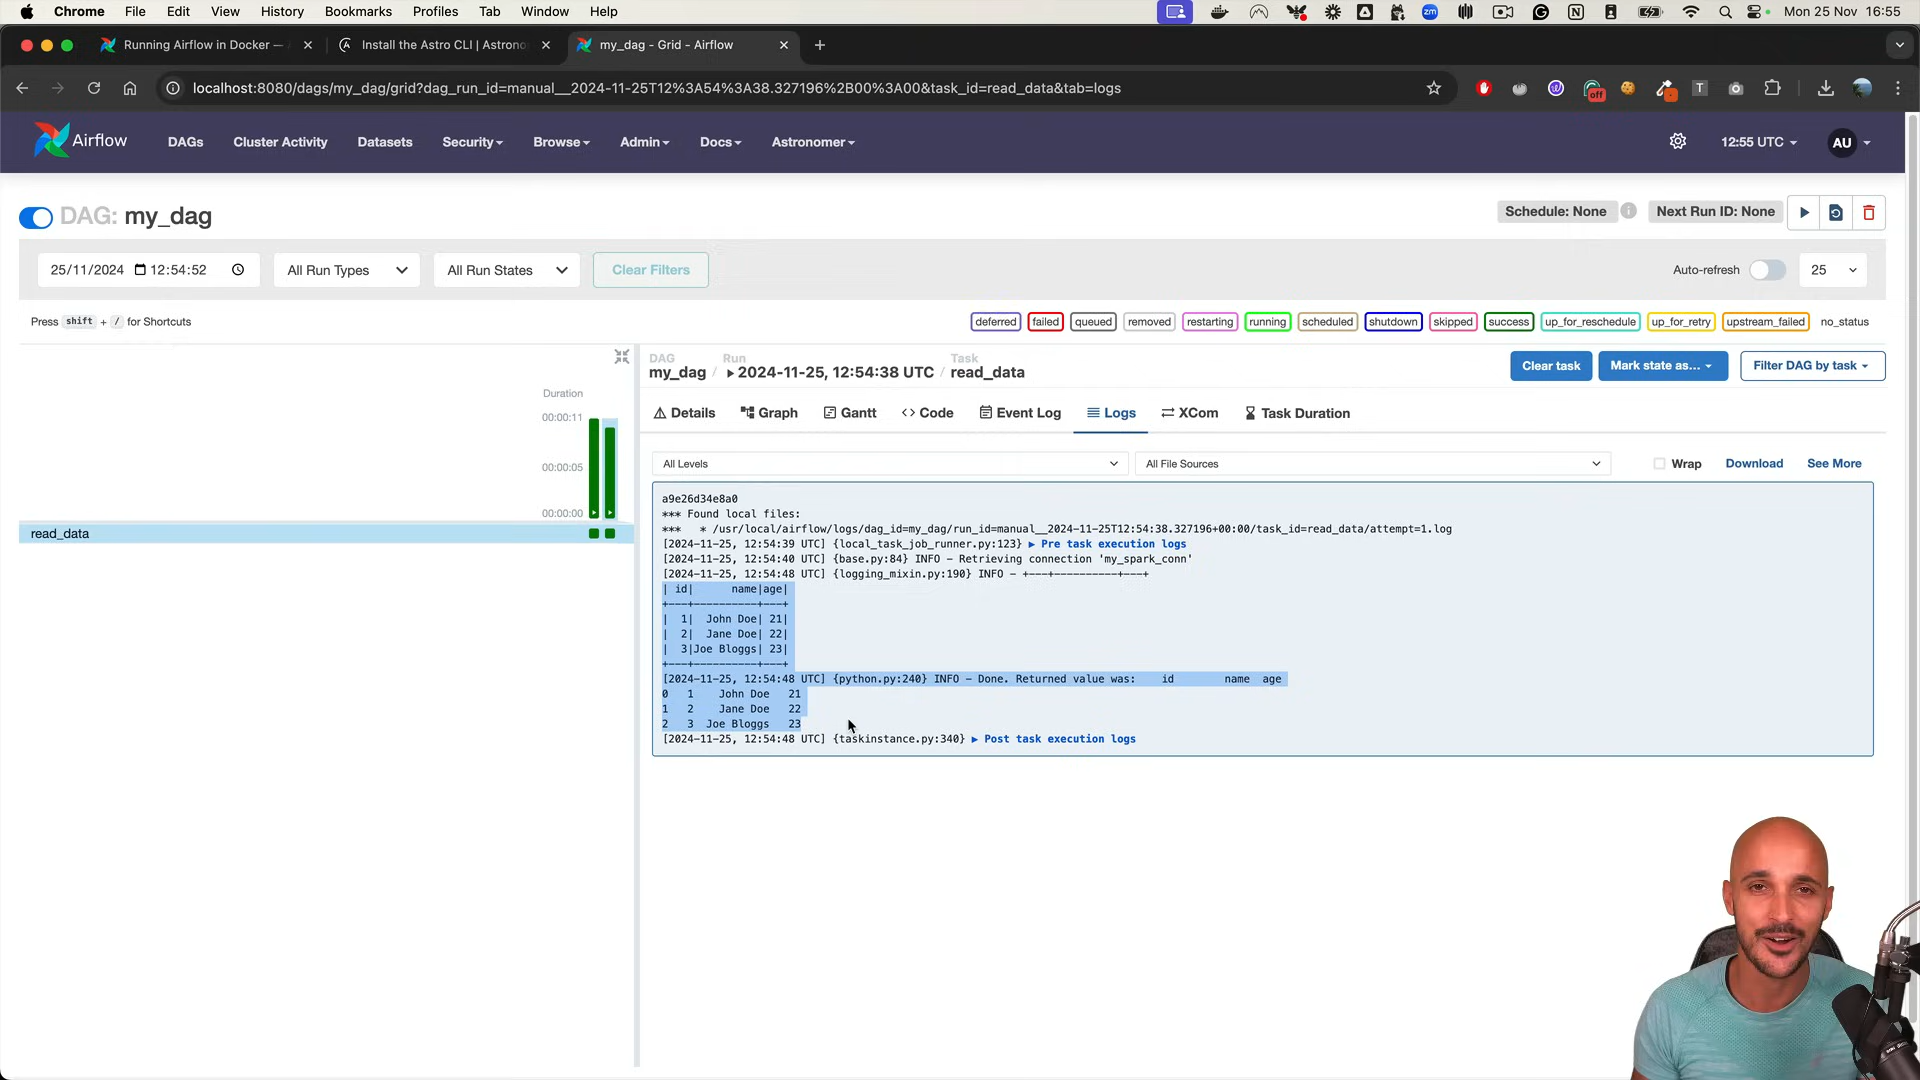 Chrome File Edit View History Bookmarks Profiles Tab Window Help zm Mon 25 Nov 16:55
Running Airflow in Docker — Install the Astro CLI | Astrono my_dag - Grid - Airflow
localhost:8080/dags/my_dag/grid?dag_run_id=manual__2024-11-25T12%3A54%3A38.327196%2B00%3A00&task_id=read_data&tab=logs off T
Airflow DAGs Cluster Activity Datasets Security Browse Admin Docs Astronomer 12:55 UTC AU
DAG: my_dag Schedule: None Next Run ID: None
25/11/2024 12:54:52 All Run Types All Run States Clear Filters Auto-refresh 25
Press shift + / for Shortcuts deferred failed queued removed restarting running scheduled shutdown skipped success up_for_reschedule up_for_retry upstream_failed no_status
DAG Run Task
my_dag / 2024-11-25, 12:54:38 UTC / read_data Clear task Mark state as... Filter DAG by task
Duration
00:00:11
00:00:05
00:00:00
read_data
Details Graph Gantt Code Event Log Logs XCom Task Duration
All Levels All File Sources Wrap Download See More
a9e26d34e8a0
*** Found local files:
***   * /usr/local/airflow/logs/dag_id=my_dag/run_id=manual__2024-11-25T12:54:38.327196+00:00/task_id=read_data/attempt=1.log
[2024-11-25, 12:54:39 UTC] {local_task_job_runner.py:123} ▶ Pre task execution logs
[2024-11-25, 12:54:40 UTC] {base.py:84} INFO - Retrieving connection 'my_spark_conn'
[2024-11-25, 12:54:48 UTC] {logging_mixin.py:190} INFO - +---+----------+---+
| id|      name|age|
+---+----------+---+
|  1|  John Doe| 21|
|  2|  Jane Doe| 22|
|  3|Joe Bloggs| 23|
+---+----------+---+
[2024-11-25, 12:54:48 UTC] {python.py:240} INFO - Done. Returned value was:    id        name  age
0   1    John Doe   21
1   2    Jane Doe   22
2   3  Joe Bloggs   23
[2024-11-25, 12:54:48 UTC] {taskinstance.py:340} ▶ Post task execution logs